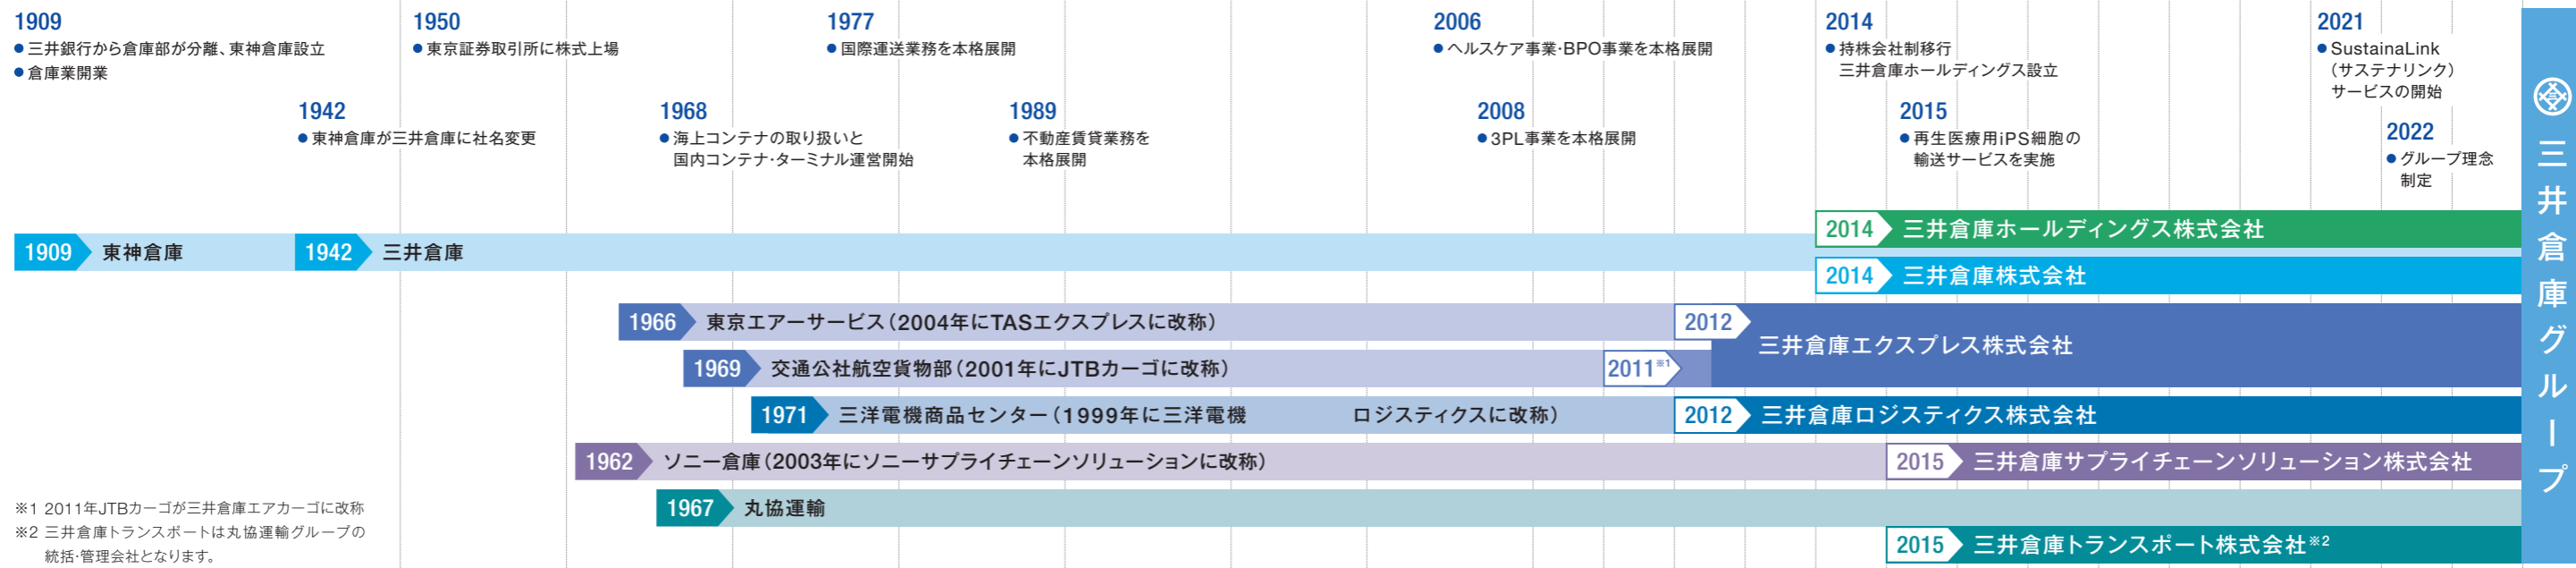 1909
●三井銀行から倉庫部が分離、東神倉庫設立
●倉庫業開業
1942
●東神倉庫が三井倉庫に社名変更
1950
●東京証券取引所に株式上場
1968
●海上コンテナの取り扱いと
国内コンテナ・ターミナル運営開始
1977
●国際運送業務を本格展開
1989
●不動産賃貸業務を
本格展開
2006
●ヘルスケア事業・BPO事業を本格展開
2008
●3PL事業を本格展開
2014
●持株会社制移行
三井倉庫ホールディングス設立
2015
●再生医療用iPS細胞の
輸送サービスを実施
2021
●SustainaLink
（サステナリンク）
サービスの開始
2022
●グループ理念
制定
1909 東神倉庫
1942 三井倉庫
2014 三井倉庫ホールディングス株式会社
2014 三井倉庫株式会社
1966 東京エアーサービス（2004年にTASエクスプレスに改称）
2012
三井倉庫エクスプレス株式会社
1969 交通公社航空貨物部（2001年にJTBカーゴに改称）
2011※1
1971 三洋電機商品センター（1999年に三洋電機 ロジスティクスに改称）
2012 三井倉庫ロジスティクス株式会社
1962 ソニー倉庫（2003年にソニーサプライチェーンソリューションに改称）
2015 三井倉庫サプライチェーンソリューション株式会社
1967 丸協運輸
2015 三井倉庫トランスポート株式会社※2
三井倉庫グループ
※1 2011年JTBカーゴが三井倉庫エアカーゴに改称
※2 三井倉庫トランスポートは丸協運輸グループの
統括・管理会社となります。